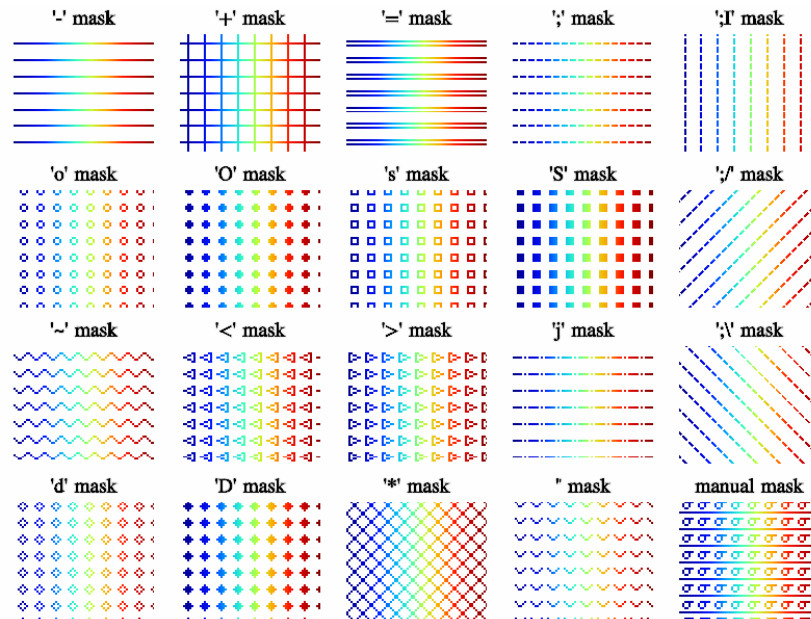 '-' mask '+' mask '=' mask ';' mask ';I' mask
'o' mask 'O' mask 's' mask 'S' mask ';/' mask
'~' mask '<' mask '>' mask 'j' mask ';\' mask
'd' mask 'D' mask '*' mask '' mask manual mask
σ σ σ σ σ σ σ σ
σ σ σ σ σ σ σ σ
σ σ σ σ σ σ σ σ
σ σ σ σ σ σ σ σ
σ σ σ σ σ σ σ σ
σ σ σ σ σ σ σ σ
σ σ σ σ σ σ σ σ